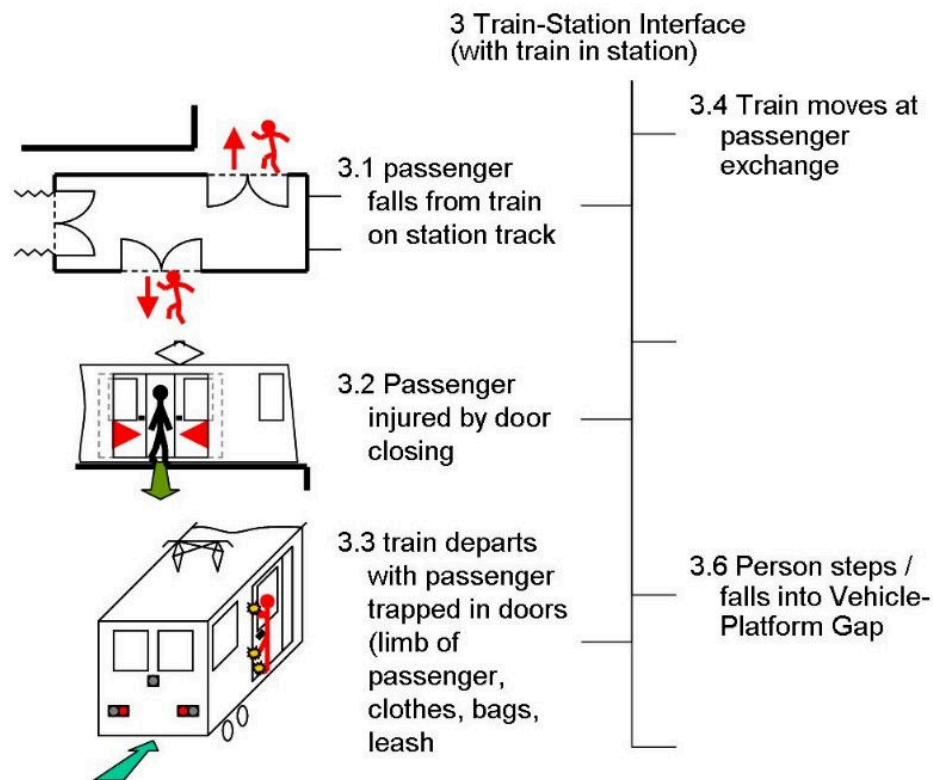 3 Train-Station Interface
(with train in station)
3.1 passenger
falls from train
on station track
3.2 Passenger
injured by door
closing
3.3 train departs
with passenger
trapped in doors
(limb of
passenger,
clothes, bags,
leash
3.4 Train moves at
passenger
exchange
3.6 Person steps /
falls into Vehicle-
Platform Gap